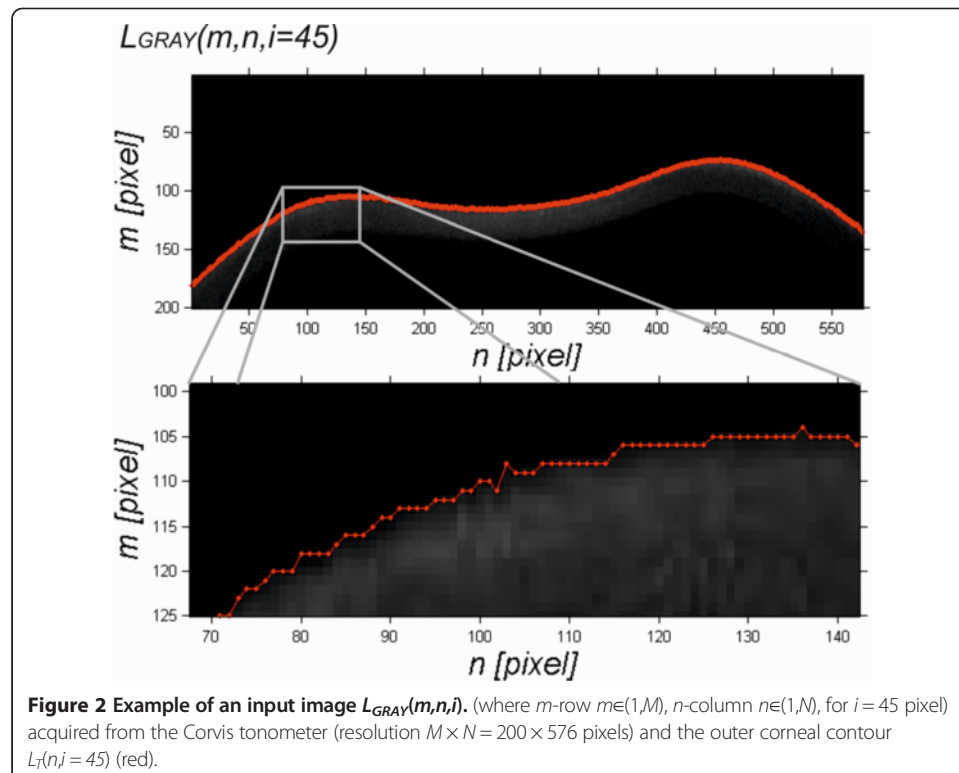 LGRAY(m,n,i=45)
m [pixel]
50
100
150
200
50 100 150 200 250 300 350 400 450 500 550
n [pixel]
m [pixel]
100
105
110
115
120
125
70 80 90 100 110 120 130 140
n [pixel]
Figure 2 Example of an input image LGRAY(m,n,i). (where m-row m∈(1,M), n-column n∈(1,N), for i = 45 pixel)
acquired from the Corvis tonometer (resolution M × N = 200 × 576 pixels) and the outer corneal contour
LT(n,i = 45) (red).